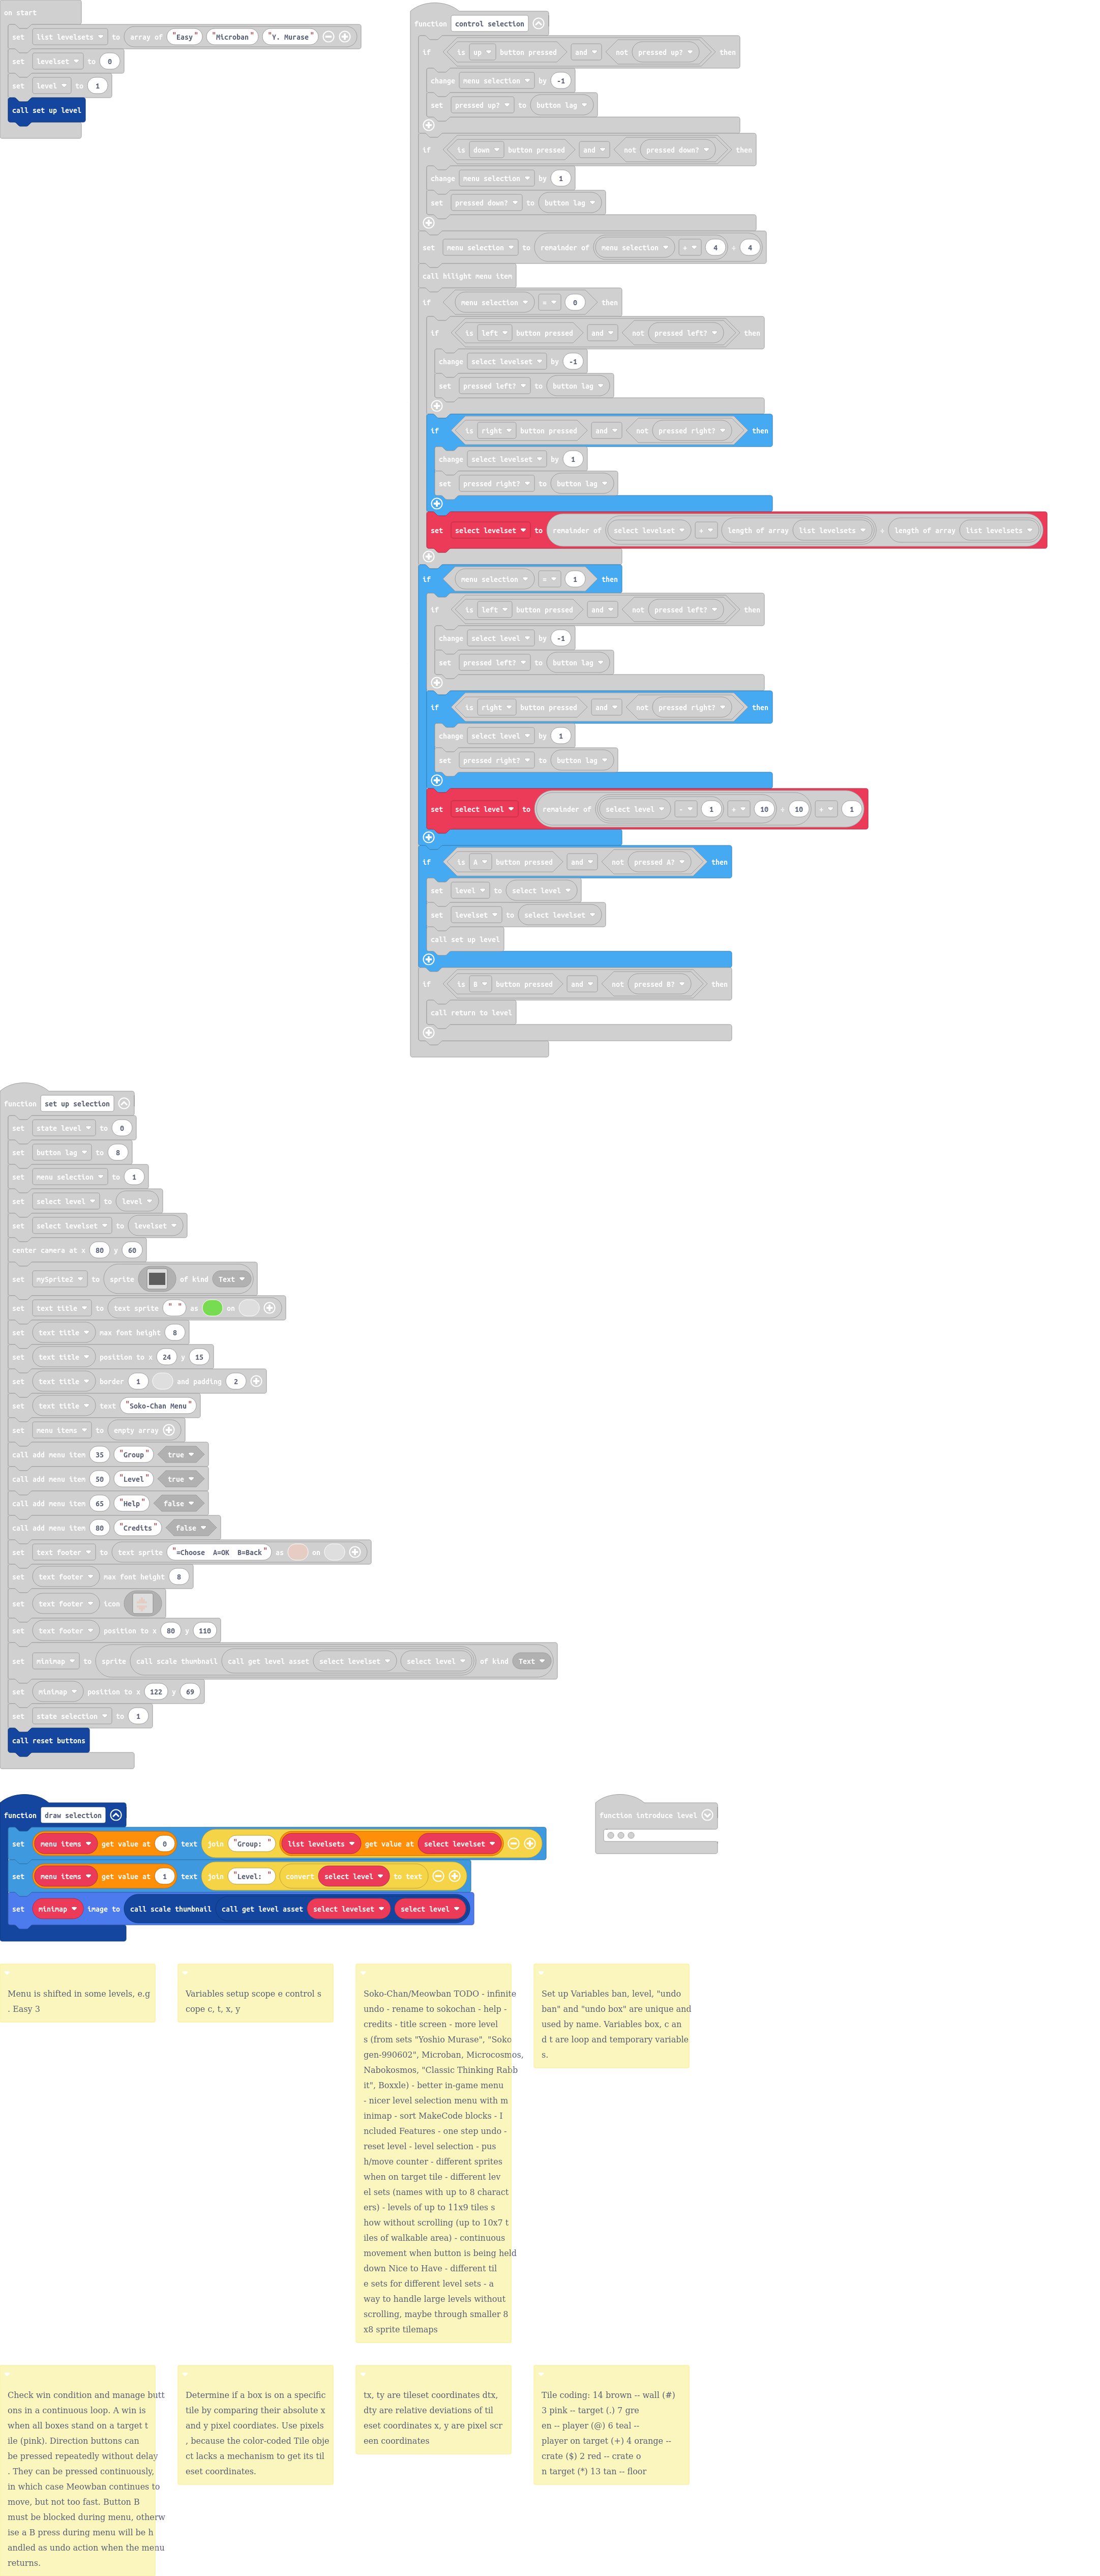 on start
set list levelsets to array of "Easy" "Microban" "Y. Murase"
set levelset to 0
set level to 1
call set up level
function control selection
if is up button pressed and not pressed up? then
change menu selection by -1
set pressed up? to button lag
if is down button pressed and not pressed down? then
change menu selection by 1
set pressed down? to button lag
set menu selection to remainder of menu selection + 4 ÷ 4
call hilight menu item
if menu selection = 0 then
if is left button pressed and not pressed left? then
change select levelset by -1
set pressed left? to button lag
if is right button pressed and not pressed right? then
change select levelset by 1
set pressed right? to button lag
set select levelset to remainder of select levelset + length of array list levelsets ÷ length of array list levelsets
if menu selection = 1 then
if is left button pressed and not pressed left? then
change select level by -1
set pressed left? to button lag
if is right button pressed and not pressed right? then
change select level by 1
set pressed right? to button lag
set select level to remainder of select level - 1 + 10 ÷ 10 + 1
if is A button pressed and not pressed A? then
set level to select level
set levelset to select levelset
call set up level
if is B button pressed and not pressed B? then
call return to level
function set up selection
set state level to 0
set button lag to 8
set menu selection to 1
set select level to level
set select levelset to levelset
center camera at x 80 y 60
set mySprite2 to sprite of kind Text
set text title to text sprite " " as on
set text title max font height 8
set text title position to x 24 y 15
set text title border 1 and padding 2
set text title text "Soko-Chan Menu"
set menu items to empty array
call add menu item 35 "Group" true
call add menu item 50 "Level" true
call add menu item 65 "Help" false
call add menu item 80 "Credits" false
set text footer to text sprite "=Choose  A=OK  B=Back" as on
set text footer max font height 8
set text footer icon
set text footer position to x 80 y 110
set minimap to sprite call scale thumbnail call get level asset select levelset select level of kind Text
set minimap position to x 122 y 69
set state selection to 1
call reset buttons
function draw selection
set menu items get value at 0 text join "Group: " list levelsets get value at select levelset
set menu items get value at 1 text join "Level: " convert select level to text
set minimap image to call scale thumbnail call get level asset select levelset select level
function introduce level
Menu is shifted in some levels, e.g
. Easy 3
Variables setup scope e control s
cope c, t, x, y
Soko-Chan/Meowban TODO - infinite
undo - rename to sokochan - help -
credits - title screen - more level
s (from sets "Yoshio Murase", "Soko
gen-990602", Microban, Microcosmos,
Nabokosmos, "Classic Thinking Rabb
it", Boxxle) - better in-game menu
- nicer level selection menu with m
inimap - sort MakeCode blocks - I
ncluded Features - one step undo -
reset level - level selection - pus
h/move counter - different sprites
when on target tile - different lev
el sets (names with up to 8 charact
ers) - levels of up to 11x9 tiles s
how without scrolling (up to 10x7 t
iles of walkable area) - continuous
movement when button is being held
down Nice to Have - different til
e sets for different level sets - a
way to handle large levels without
scrolling, maybe through smaller 8
x8 sprite tilemaps
Set up Variables ban, level, "undo
ban" and "undo box" are unique and
used by name. Variables box, c an
d t are loop and temporary variable
s.
Check win condition and manage butt
ons in a continuous loop. A win is
when all boxes stand on a target t
ile (pink). Direction buttons can
be pressed repeatedly without delay
. They can be pressed continuously,
in which case Meowban continues to
move, but not too fast. Button B
must be blocked during menu, otherw
ise a B press during menu will be h
andled as undo action when the menu
returns.
Determine if a box is on a specific
tile by comparing their absolute x
and y pixel coordiates. Use pixels
, because the color-coded Tile obje
ct lacks a mechanism to get its til
eset coordinates.
tx, ty are tileset coordinates dtx,
dty are relative deviations of til
eset coordinates x, y are pixel scr
een coordinates
Tile coding: 14 brown -- wall (#)
3 pink -- target (.) 7 gre
en -- player (@) 6 teal --
player on target (+) 4 orange --
crate ($) 2 red -- crate o
n target (*) 13 tan -- floor